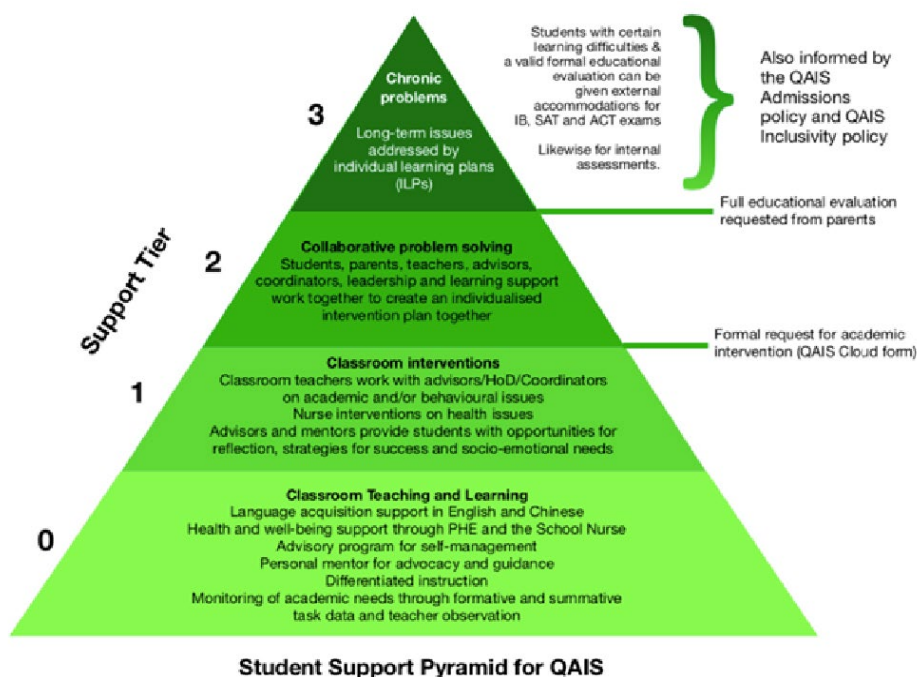 Chronic
problems
Long-term issues
addressed by
individual learning plans
(ILPs)
3
Students with certain
learning difficulties &
a valid formal educational
evaluation can be
given external
accommodations for
IB, SAT and ACT exams
Likewise for internal
assessments.
Also informed by
the QAIS
Admissions
policy and QAIS
Inclusivity policy
Full educational evaluation
requested from parents
Support Tier
2
Collaborative problem solving
Students, parents, teachers, advisors,
coordinators, leadership and learning support
work together to create an individualised
intervention plan together
Formal request for academic
intervention (QAIS Cloud form)
1
Classroom interventions
Classroom teachers work with advisors/HoD/Coordinators
on academic and/or behavioural issues
Nurse interventions on health issues
Advisors and mentors provide students with opportunities for
reflection, strategies for success and socio-emotional needs
0
Classroom Teaching and Learning
Language acquisition support in English and Chinese
Health and well-being support through PHE and the School Nurse
Advisory program for self-management
Personal mentor for advocacy and guidance
Differentiated instruction
Monitoring of academic needs through formative and summative
task data and teacher observation
Student Support Pyramid for QAIS